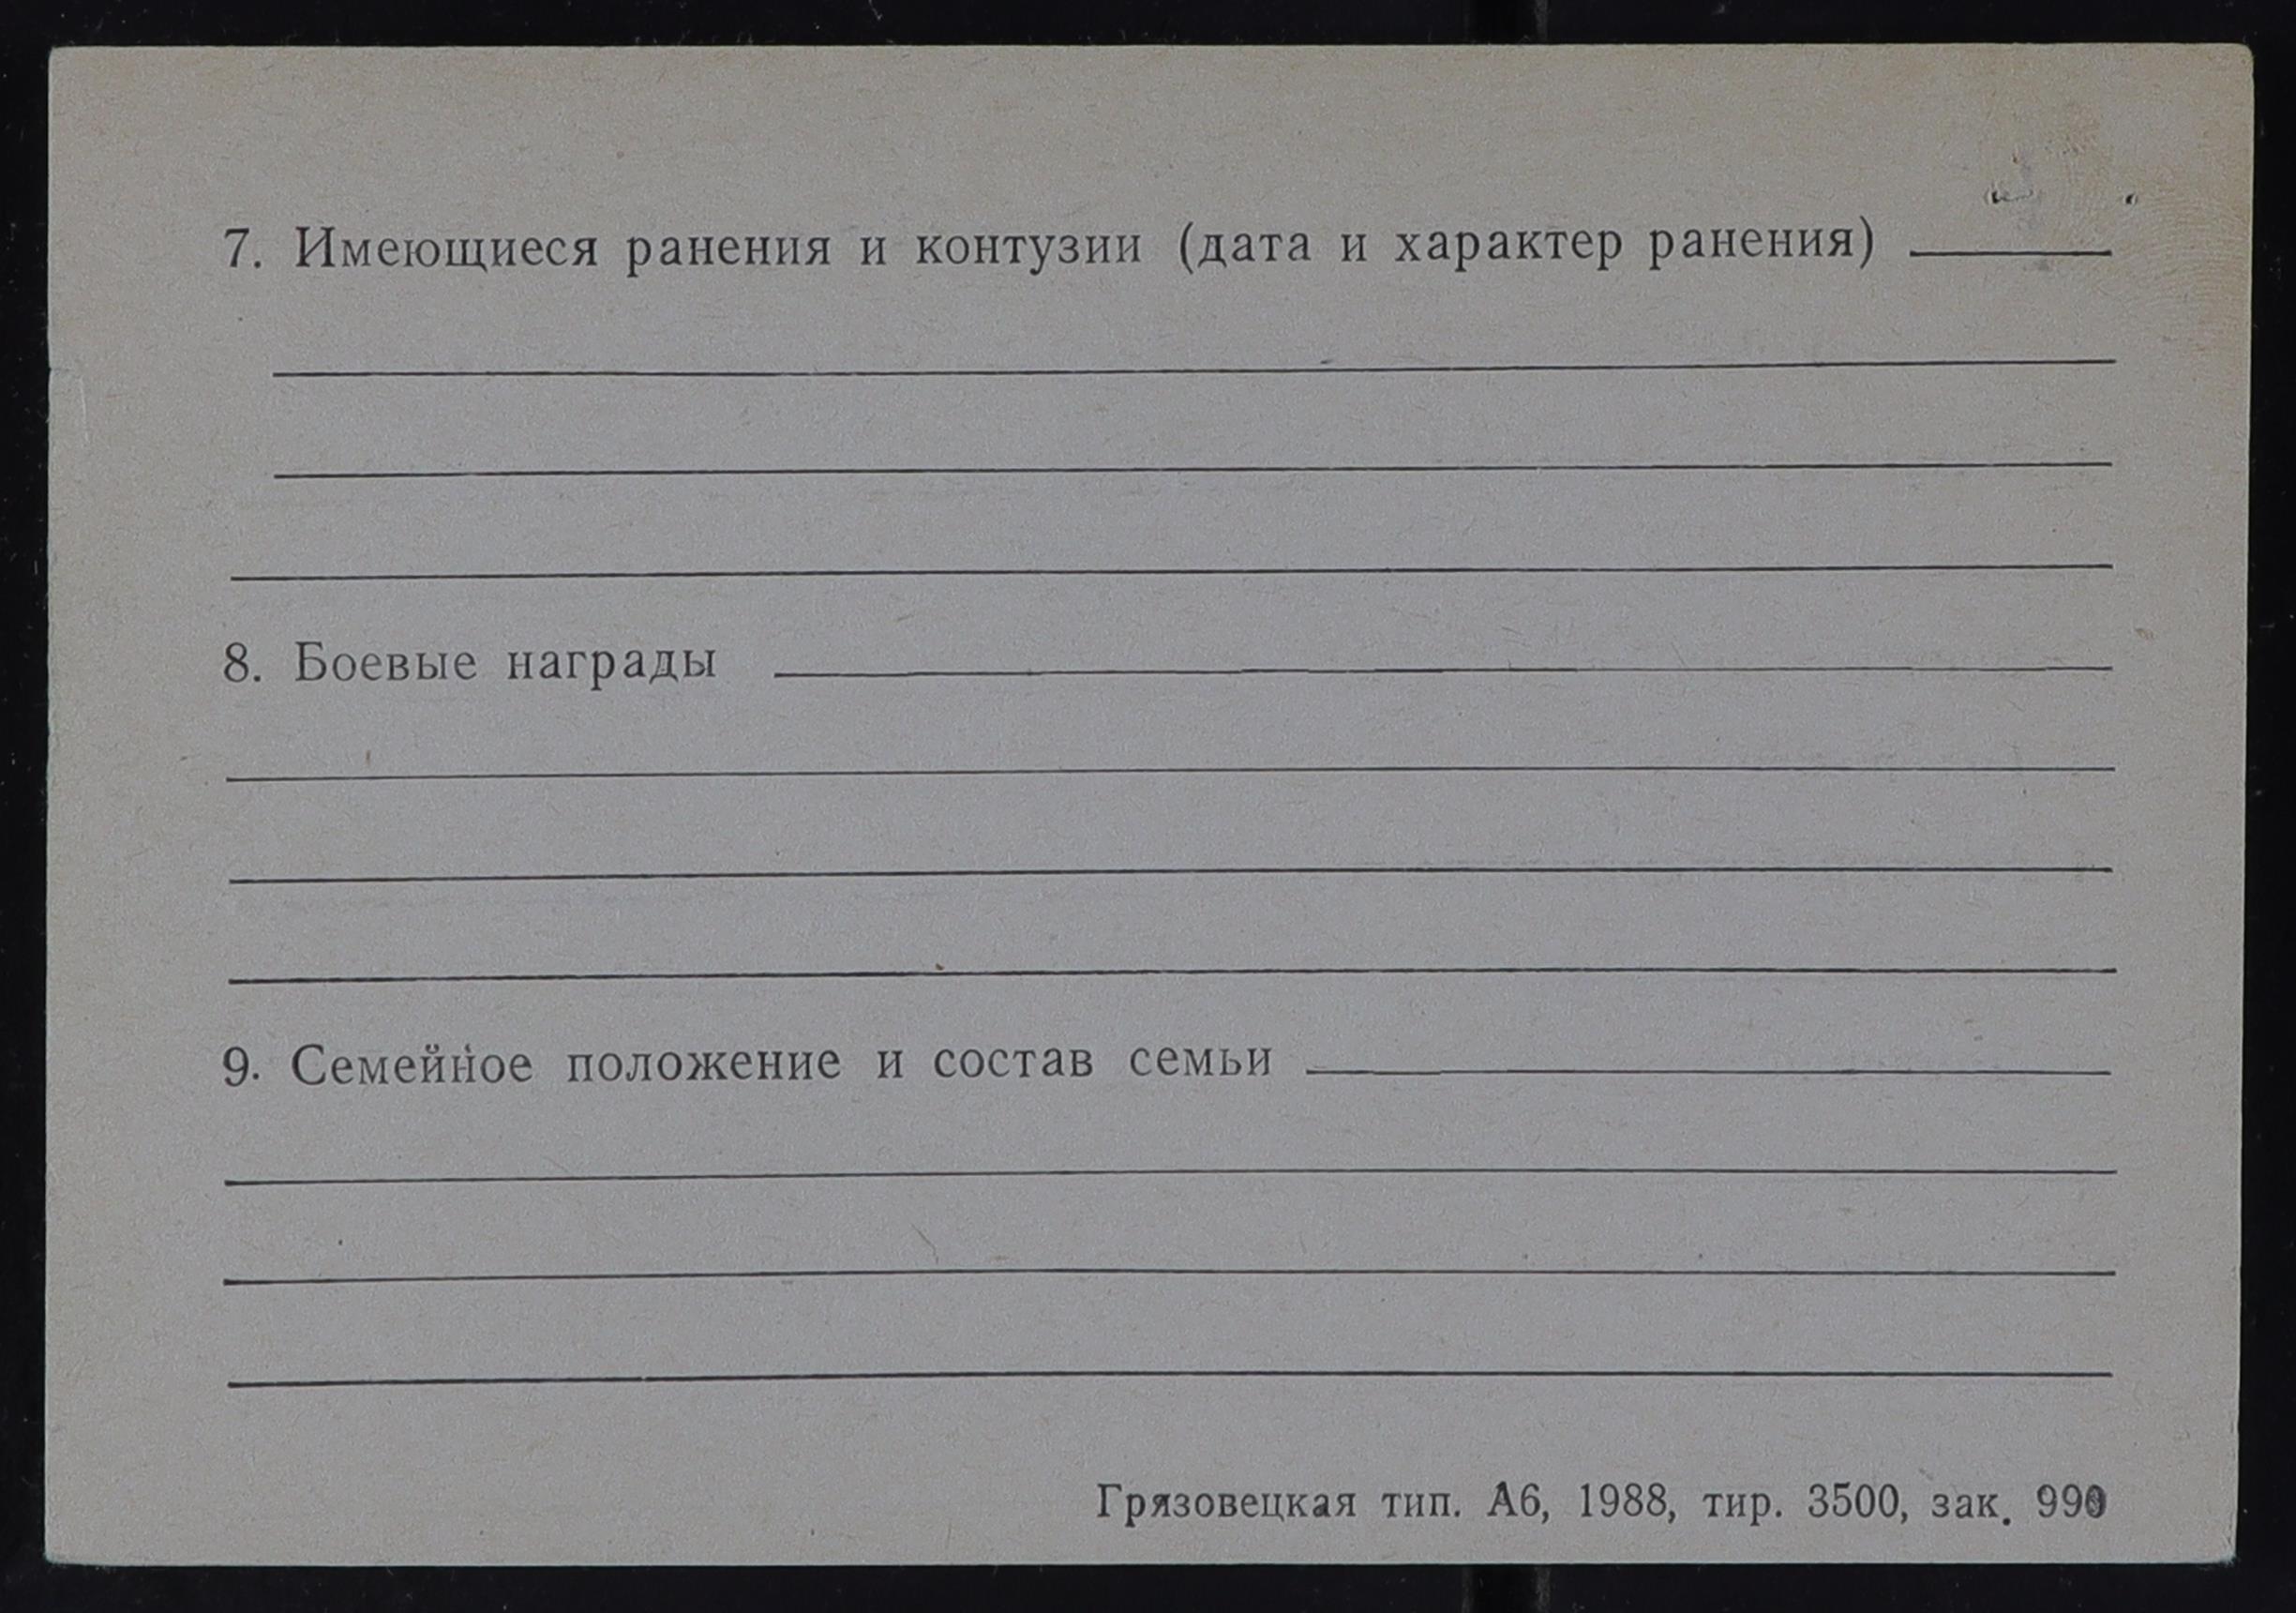 7. Имеющиеся ранения и контузии (дата и характер ранения)
8. Боевые награды
9. Семейное положение и состав семьи
Грязовецкая тип. А6, 1988, тир. 3500, зак. 990